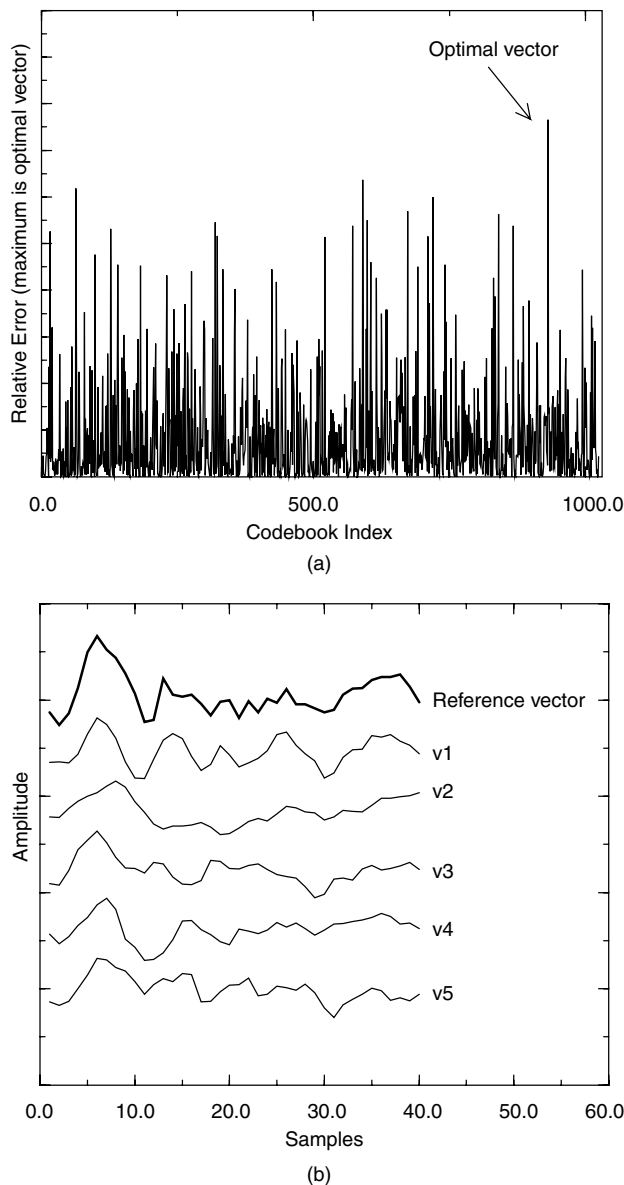 Relative Error (maximum is optimal vector)
Optimal vector
0.0
500.0
1000.0
Codebook Index
(a)
Amplitude
Reference vector
v1
v2
v3
v4
v5
0.0
10.0
20.0
30.0
40.0
50.0
60.0
Samples
(b)